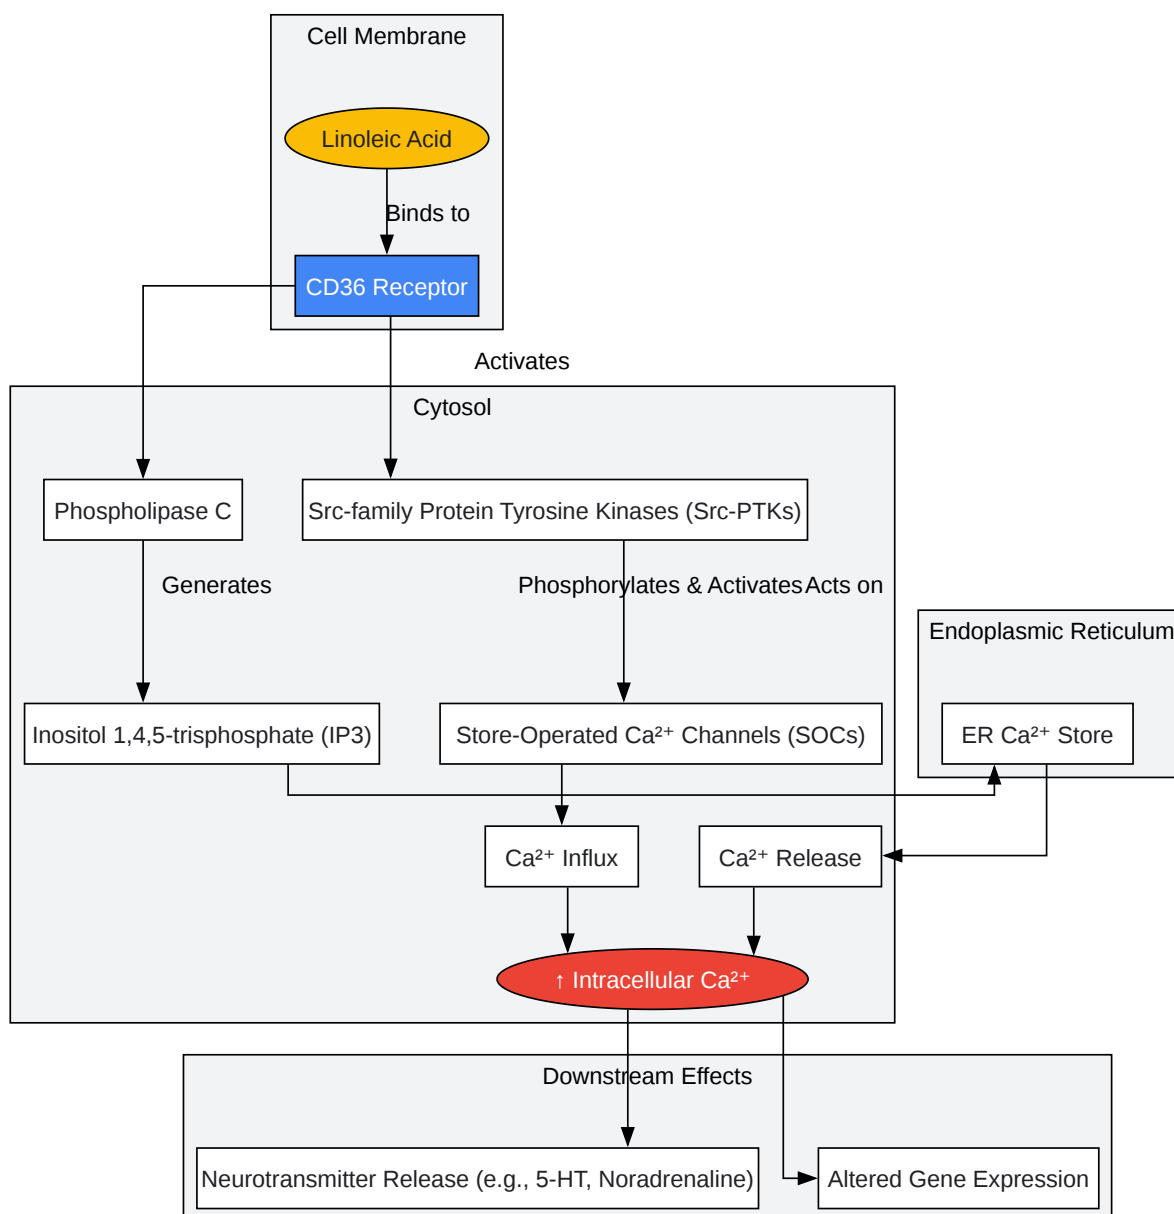 Cell Membrane
Linoleic Acid
Binds to
CD36 Receptor
Activates
Cytosol
Phospholipase C
Src-family Protein Tyrosine Kinases (Src-PTKs)
Generates
Phosphorylates & Activates
Acts on
Endoplasmic Reticulum
Inositol 1,4,5-trisphosphate (IP3)
Store-Operated Ca²⁺ Channels (SOCs)
ER Ca²⁺ Store
Ca²⁺ Influx
Ca²⁺ Release
↑ Intracellular Ca²⁺
Downstream Effects
Neurotransmitter Release (e.g., 5-HT, Noradrenaline)
Altered Gene Expression